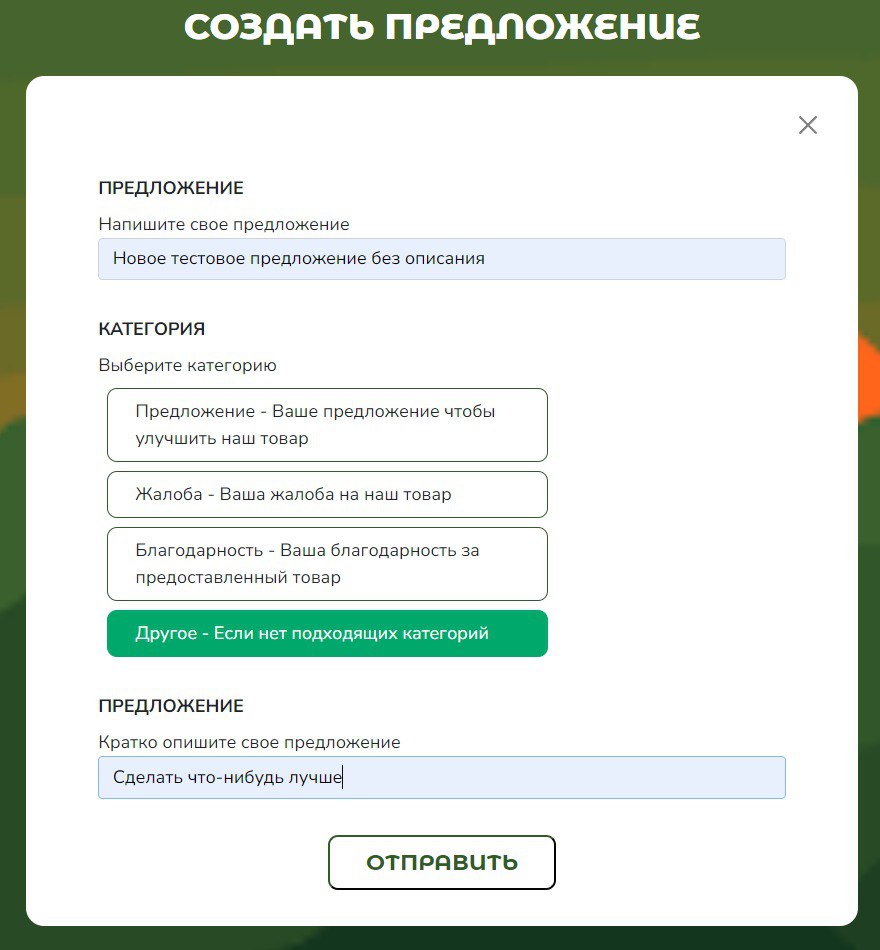 СОЗДАТЬ ПРЕДЛОЖЕНИЕ
ПРЕДЛОЖЕНИЕ
Напишите свое предложение
Новое тестовое предложение без описания
КАТЕГОРИЯ
Выберите категорию
Предложение - Ваше предложение чтобы
улучшить наш товар
Жалоба - Ваша жалоба на наш товар
Благодарность - Ваша благодарность за
предоставленный товар
Другое - Если нет подходящих категорий
ПРЕДЛОЖЕНИЕ
Кратко опишите свое предложение
Сделать что-нибудь лучше
ОТПРАВИТЬ